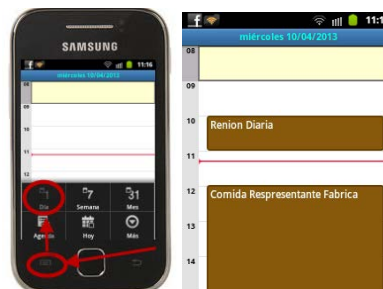 SAMSUNG
11:16
miércoles 10/04/2013
08
09
10
11
12
Día
7
Semana
31
Mes
Agenda
Hoy
Más
11:1
miércoles 10/04/2013
08
09
10
Renion Diaria
11
12
Comida Respresentante Fabrica
13
14